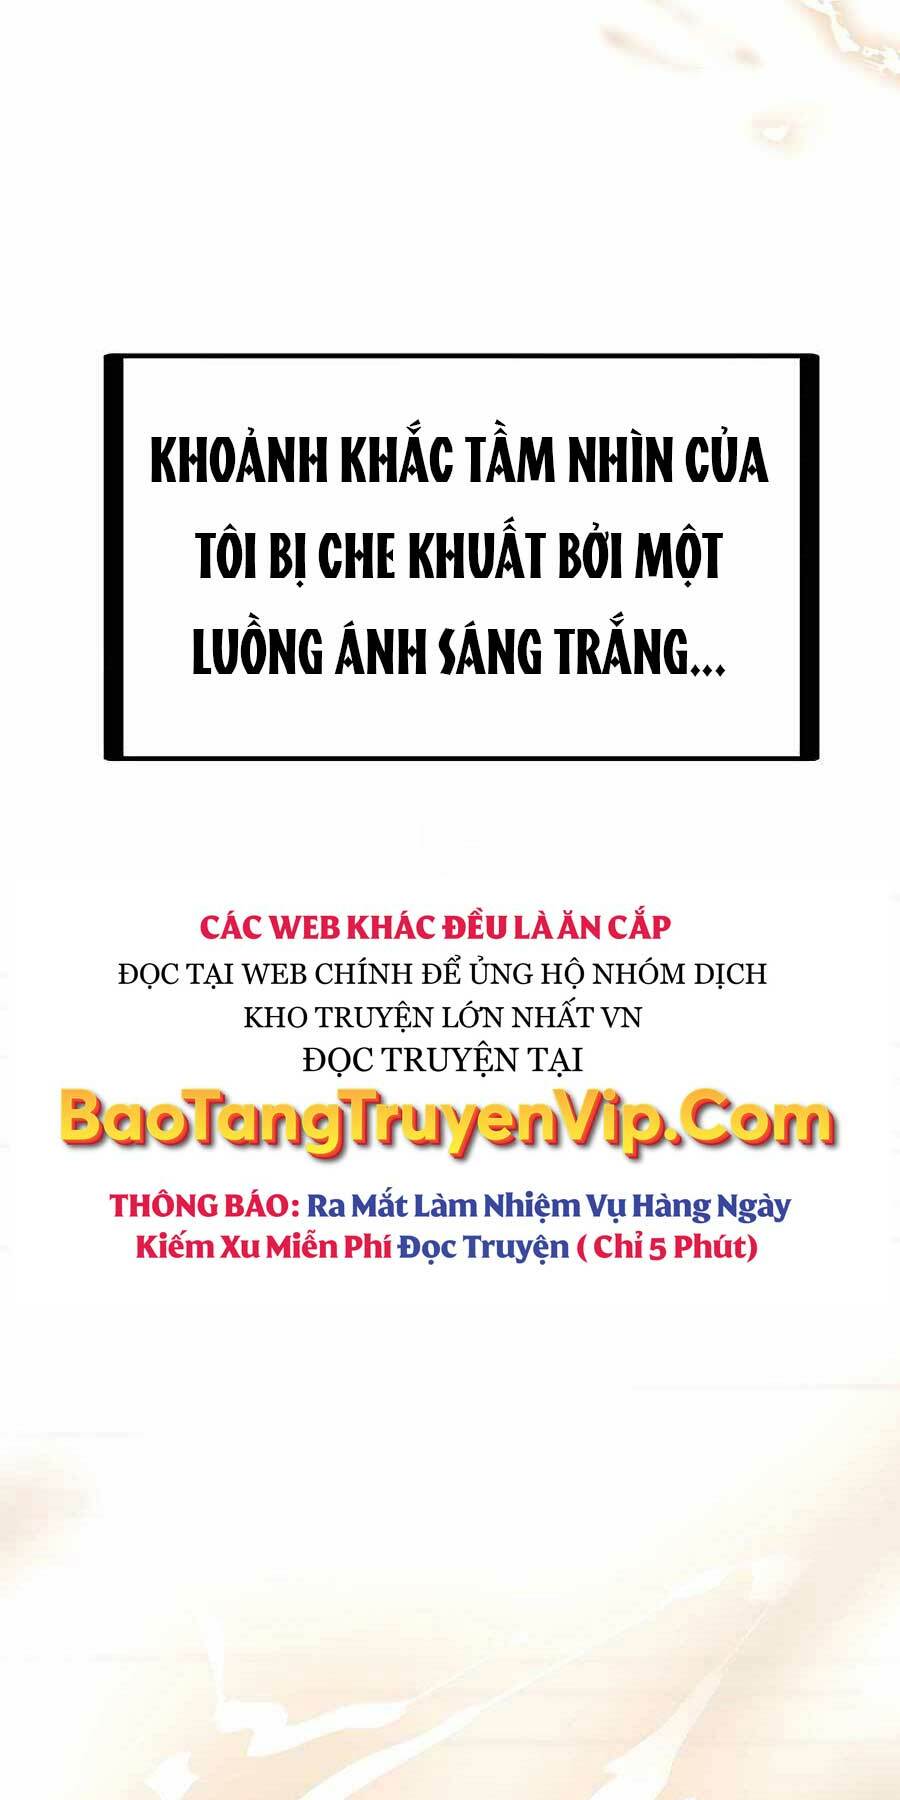 KHOẢNH KHẮC TẦM NHÌN CỦA
TÔI BỊ CHE KHUẤT BỞI MỘT
LUỒNG ÁNH SÁNG TRẮNG...
CÁC WEB KHÁC ĐỀU LÀ ĂN CẮP
ĐỌC TẠI WEB CHÍNH ĐỂ ỦNG HỘ NHÓM DỊCH
KHO TRUYỆN LỚN NHẤT VN
ĐỌC TRUYỆN TẠI
BaoTangTruyenVip.Com
THÔNG BÁO: Ra Mắt Làm Nhiệm Vụ Hàng Ngày
Kiếm Xu Miễn Phí Đọc Truyện ( Chỉ 5 Phút)